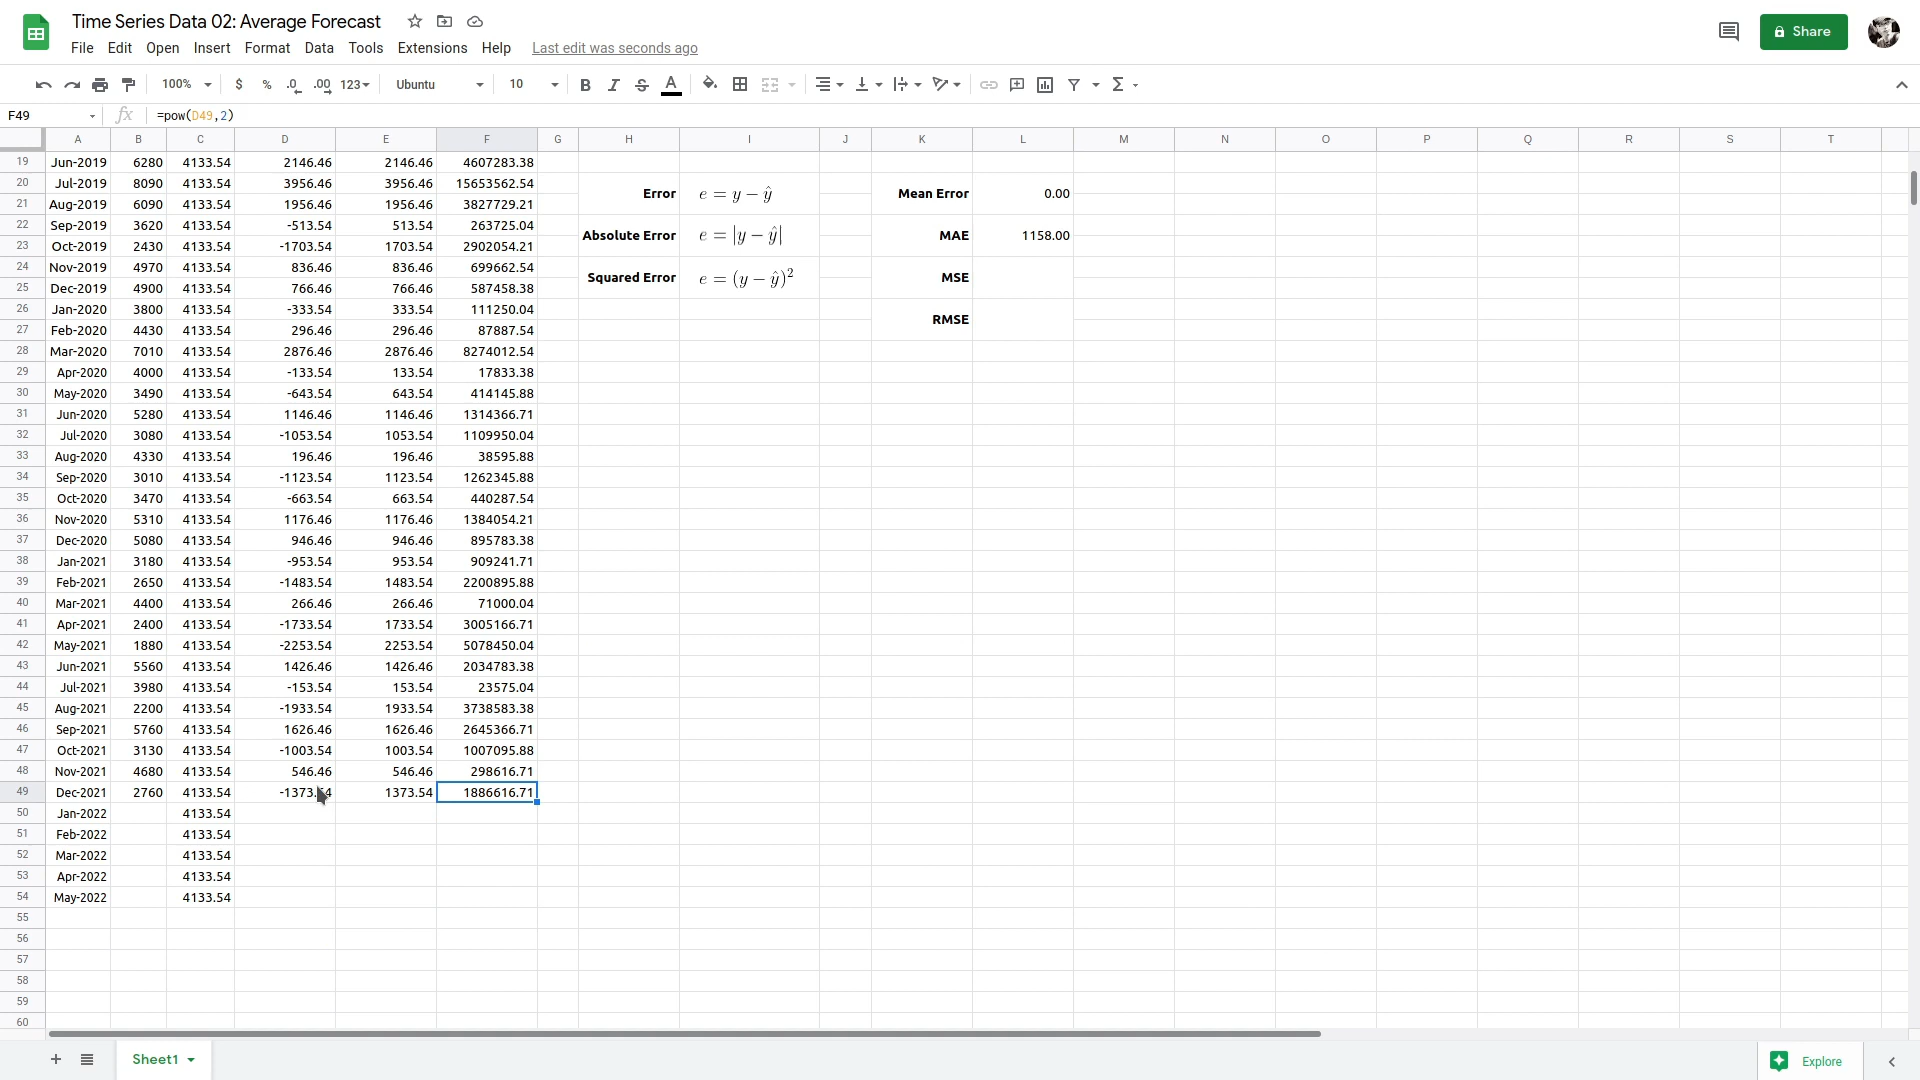 Time Series Data 02: Average Forecast
File Edit Open Insert Format Data Tools Extensions Help Last edit was seconds ago
Share
100% $ % .0 .00 123 Ubuntu 10 B I S A Σ
F49 fx =pow(D49,2)
A B C D E F G H I J K L M N O P Q R S T
19 Jun-2019 6280 4133.54 2146.46 2146.46 4607283.38
20 Jul-2019 8090 4133.54 3956.46 3956.46 15653562.54
Error e = y − ŷ Mean Error 0.00
21 Aug-2019 6090 4133.54 1956.46 1956.46 3827729.21
22 Sep-2019 3620 4133.54 -513.54 513.54 263725.04
Absolute Error e = |y − ŷ| MAE 1158.00
23 Oct-2019 2430 4133.54 -1703.54 1703.54 2902054.21
24 Nov-2019 4970 4133.54 836.46 836.46 699662.54
Squared Error e = (y − ŷ)² MSE
25 Dec-2019 4900 4133.54 766.46 766.46 587458.38
26 Jan-2020 3800 4133.54 -333.54 333.54 111250.04
RMSE
27 Feb-2020 4430 4133.54 296.46 296.46 87887.54
28 Mar-2020 7010 4133.54 2876.46 2876.46 8274012.54
29 Apr-2020 4000 4133.54 -133.54 133.54 17833.38
30 May-2020 3490 4133.54 -643.54 643.54 414145.88
31 Jun-2020 5280 4133.54 1146.46 1146.46 1314366.71
32 Jul-2020 3080 4133.54 -1053.54 1053.54 1109950.04
33 Aug-2020 4330 4133.54 196.46 196.46 38595.88
34 Sep-2020 3010 4133.54 -1123.54 1123.54 1262345.88
35 Oct-2020 3470 4133.54 -663.54 663.54 440287.54
36 Nov-2020 5310 4133.54 1176.46 1176.46 1384054.21
37 Dec-2020 5080 4133.54 946.46 946.46 895783.38
38 Jan-2021 3180 4133.54 -953.54 953.54 909241.71
39 Feb-2021 2650 4133.54 -1483.54 1483.54 2200895.88
40 Mar-2021 4400 4133.54 266.46 266.46 71000.04
41 Apr-2021 2400 4133.54 -1733.54 1733.54 3005166.71
42 May-2021 1880 4133.54 -2253.54 2253.54 5078450.04
43 Jun-2021 5560 4133.54 1426.46 1426.46 2034783.38
44 Jul-2021 3980 4133.54 -153.54 153.54 23575.04
45 Aug-2021 2200 4133.54 -1933.54 1933.54 3738583.38
46 Sep-2021 5760 4133.54 1626.46 1626.46 2645366.71
47 Oct-2021 3130 4133.54 -1003.54 1003.54 1007095.88
48 Nov-2021 4680 4133.54 546.46 546.46 298616.71
49 Dec-2021 2760 4133.54 -1373.54 1373.54 1886616.71
50 Jan-2022 4133.54
51 Feb-2022 4133.54
52 Mar-2022 4133.54
53 Apr-2022 4133.54
54 May-2022 4133.54
55
56
57
58
59
60
Sheet1
Explore